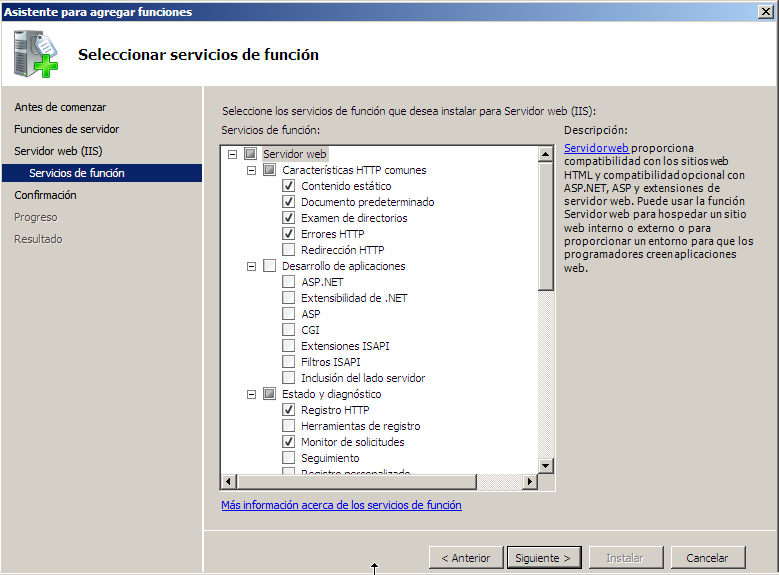 Asistente para agregar funciones
Seleccionar servicios de función
Antes de comenzar
Funciones de servidor
Servidor web (IIS)
Servicios de función
Confirmación
Progreso
Resultado
Seleccione los servicios de función que desea instalar para Servidor web (IIS):
Servicios de función:
Servidor web
Características HTTP comunes
Contenido estático
Documento predeterminado
Examen de directorios
Errores HTTP
Redirección HTTP
Desarrollo de aplicaciones
ASP.NET
Extensibilidad de .NET
ASP
CGI
Extensiones ISAPI
Filtros ISAPI
Inclusión del lado servidor
Estado y diagnóstico
Registro HTTP
Herramientas de registro
Monitor de solicitudes
Seguimiento
Registro personalizado
Más información acerca de los servicios de función
Descripción:
Servidor web proporciona
compatibilidad con los sitios web
HTML y compatibilidad opcional con
ASP.NET, ASP y extensiones de
servidor web. Puede usar la función
Servidor web para hospedar un sitio
web interno o externo o para
proporcionar un entorno para que los
programadores creen aplicaciones
web.
< Anterior
Siguiente >
Instalar
Cancelar